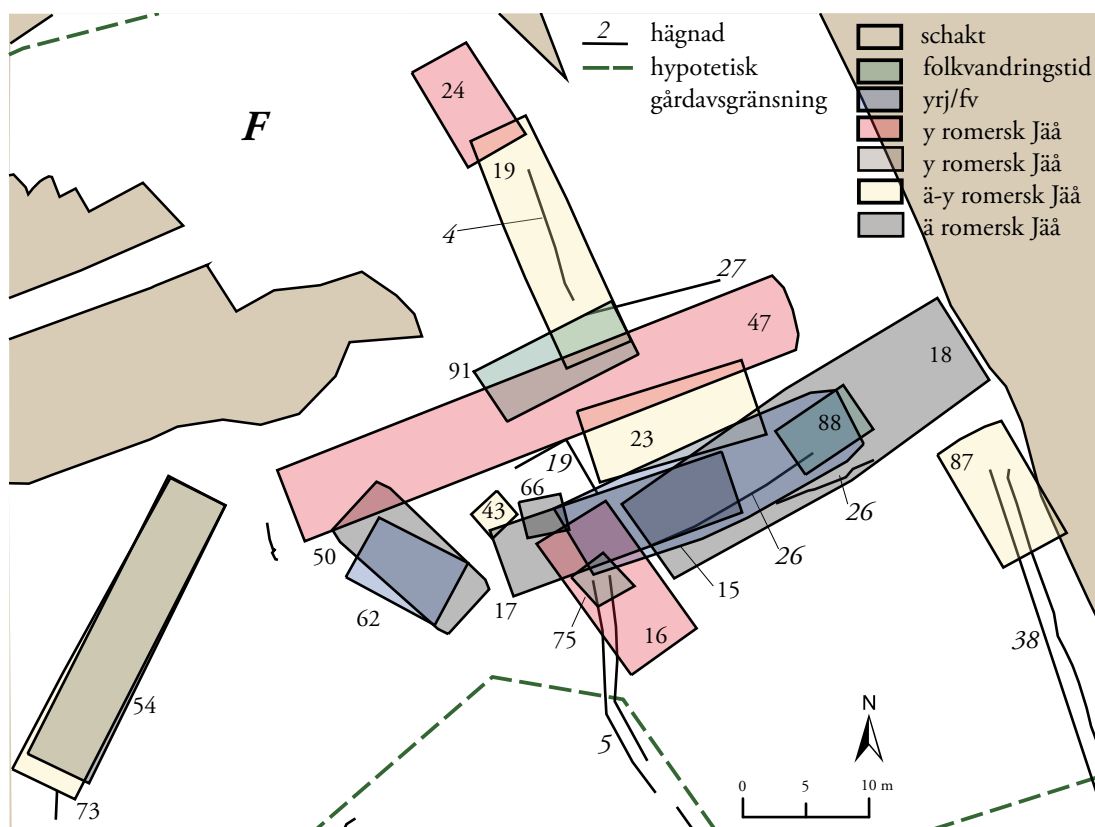 2 hägnad
hypotetisk
gårdavsgränsning
schakt
folkvandringstid
yrj/fv
y romersk Jäå
y romersk Jäå
ä-y romersk Jäå
ä romersk Jäå
F
24
19
4
27
47
91
18
23
88
19
66
43
87
26
26
50
62
17
15
75
16
38
54
5
73
N
0 5 10 m